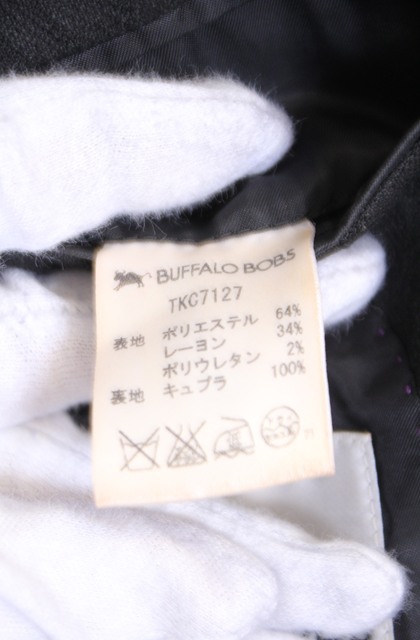 BUFFALO BOBS
TKC7127
表地 ポリエステル 64%
レーヨン 34%
ポリウレタン 2%
裏地 キュプラ 100%